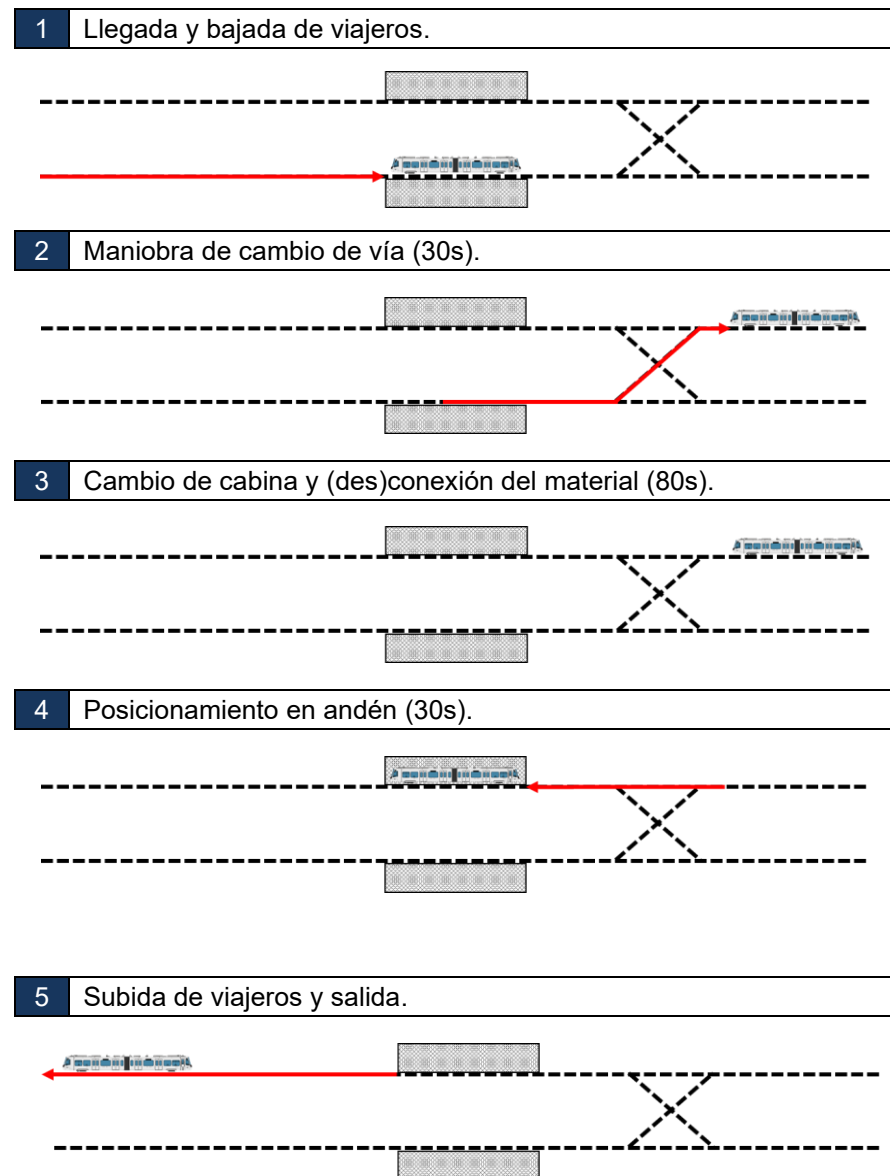 1 Llegada y bajada de viajeros.
2 Maniobra de cambio de vía (30s).
3 Cambio de cabina y (des)conexión del material (80s).
4 Posicionamiento en andén (30s).
5 Subida de viajeros y salida.